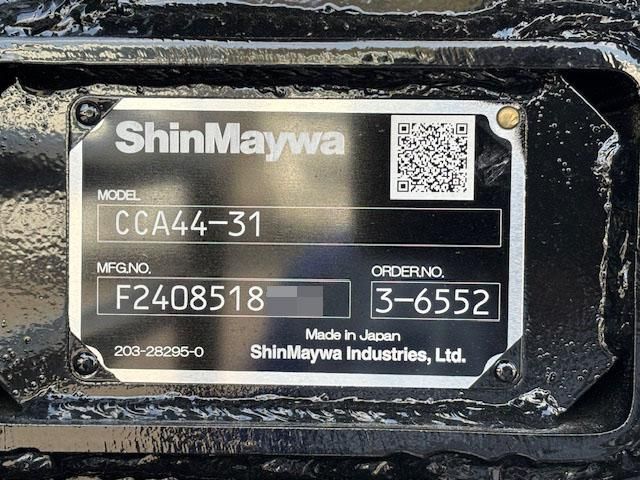 ShinMaywa
MODEL
CCA44-31
MFG.NO.
F2408518
ORDER.NO.
3-6552
Made in Japan
203-28295-0
ShinMaywa Industries, Ltd.